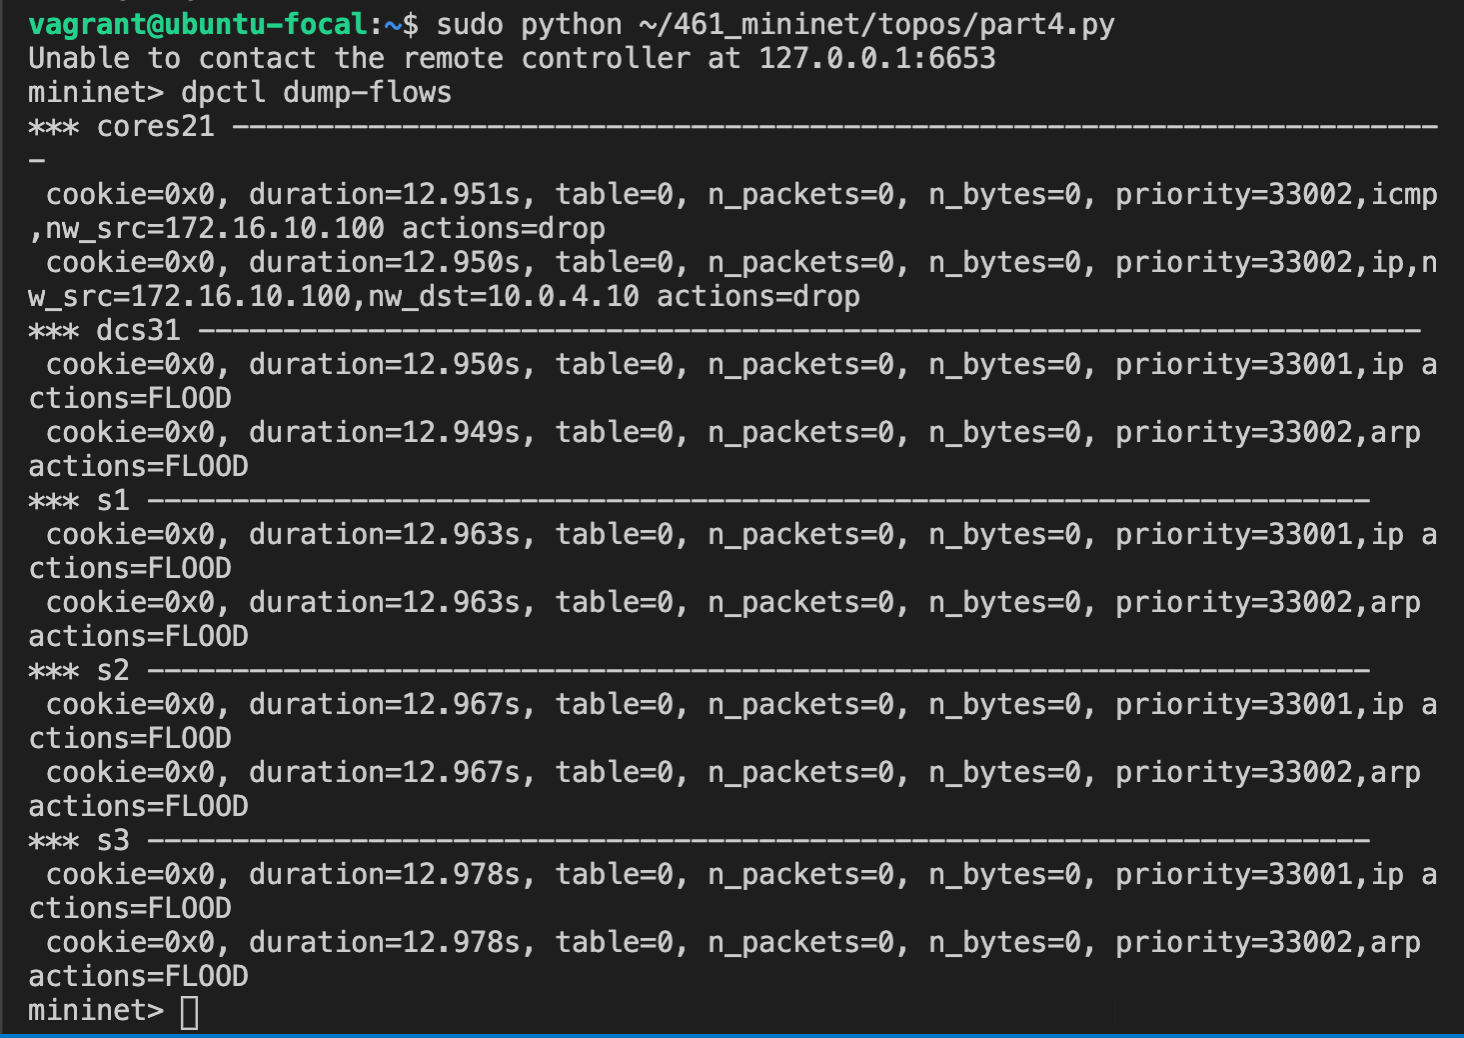 vagrant@ubuntu-focal:~$ sudo python ~/461_mininet/topos/part4.py
Unable to contact the remote controller at 127.0.0.1:6653
mininet> dpctl dump-flows
*** cores21 -----------------------------------------------------------------------
-
 cookie=0x0, duration=12.951s, table=0, n_packets=0, n_bytes=0, priority=33002,icmp
,nw_src=172.16.10.100 actions=drop
 cookie=0x0, duration=12.950s, table=0, n_packets=0, n_bytes=0, priority=33002,ip,n
w_src=172.16.10.100,nw_dst=10.0.4.10 actions=drop
*** dcs31 ------------------------------------------------------------------------
 cookie=0x0, duration=12.950s, table=0, n_packets=0, n_bytes=0, priority=33001,ip a
ctions=FLOOD
 cookie=0x0, duration=12.949s, table=0, n_packets=0, n_bytes=0, priority=33002,arp
actions=FLOOD
*** s1 ------------------------------------------------------------------------
 cookie=0x0, duration=12.963s, table=0, n_packets=0, n_bytes=0, priority=33001,ip a
ctions=FLOOD
 cookie=0x0, duration=12.963s, table=0, n_packets=0, n_bytes=0, priority=33002,arp
actions=FLOOD
*** s2 ------------------------------------------------------------------------
 cookie=0x0, duration=12.967s, table=0, n_packets=0, n_bytes=0, priority=33001,ip a
ctions=FLOOD
 cookie=0x0, duration=12.967s, table=0, n_packets=0, n_bytes=0, priority=33002,arp
actions=FLOOD
*** s3 ------------------------------------------------------------------------
 cookie=0x0, duration=12.978s, table=0, n_packets=0, n_bytes=0, priority=33001,ip a
ctions=FLOOD
 cookie=0x0, duration=12.978s, table=0, n_packets=0, n_bytes=0, priority=33002,arp
actions=FLOOD
mininet>